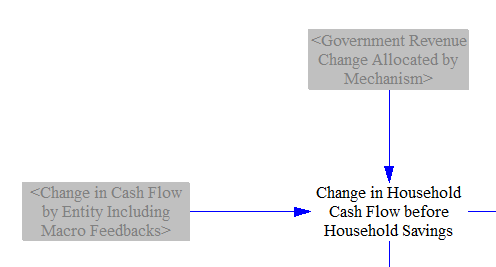 <Government Revenue
Change Allocated by
Mechanism>
<Change in Cash Flow
by Entity Including
Macro Feedbacks>
Change in Household
Cash Flow before
Household Savings